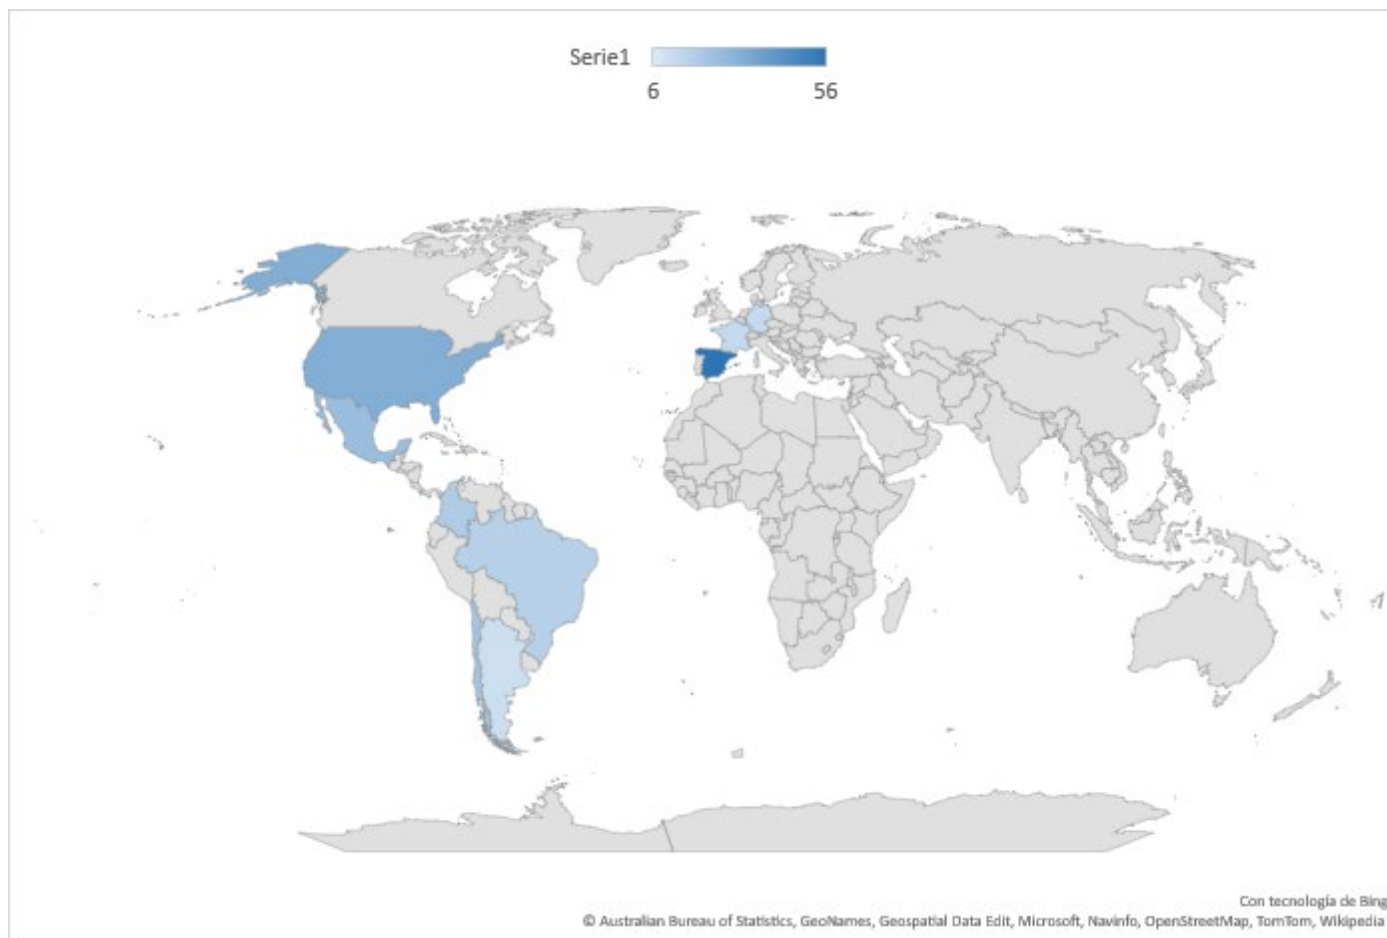 Serie1
6 56
Con tecnología de Bing
© Australian Bureau of Statistics, GeoNames, Geospatial Data Edit, Microsoft, Navinfo, OpenStreetMap, TomTom, Wikipedia